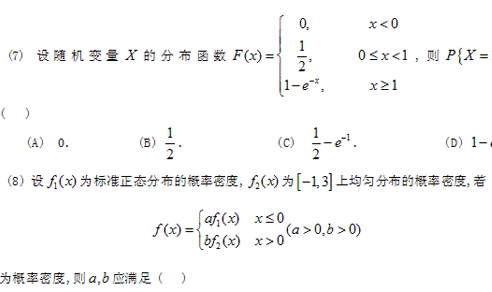 (7) 设随机变量 X 的分布函数 F(x) = { 0, x<0
1/2, 0≤x<1, 则 P{X =
1−e^{−x}, x≥1
( )
(A) 0. (B) 1/2. (C) 1/2 − e^{−1}. (D) 1−
(8) 设 f₁(x) 为标准正态分布的概率密度, f₂(x) 为 [−1,3] 上均匀分布的概率密度, 若
f(x) = { af₁(x) x≤0
bf₂(x) x>0 (a>0,b>0)
为概率密度, 则 a,b 应满足 ( )